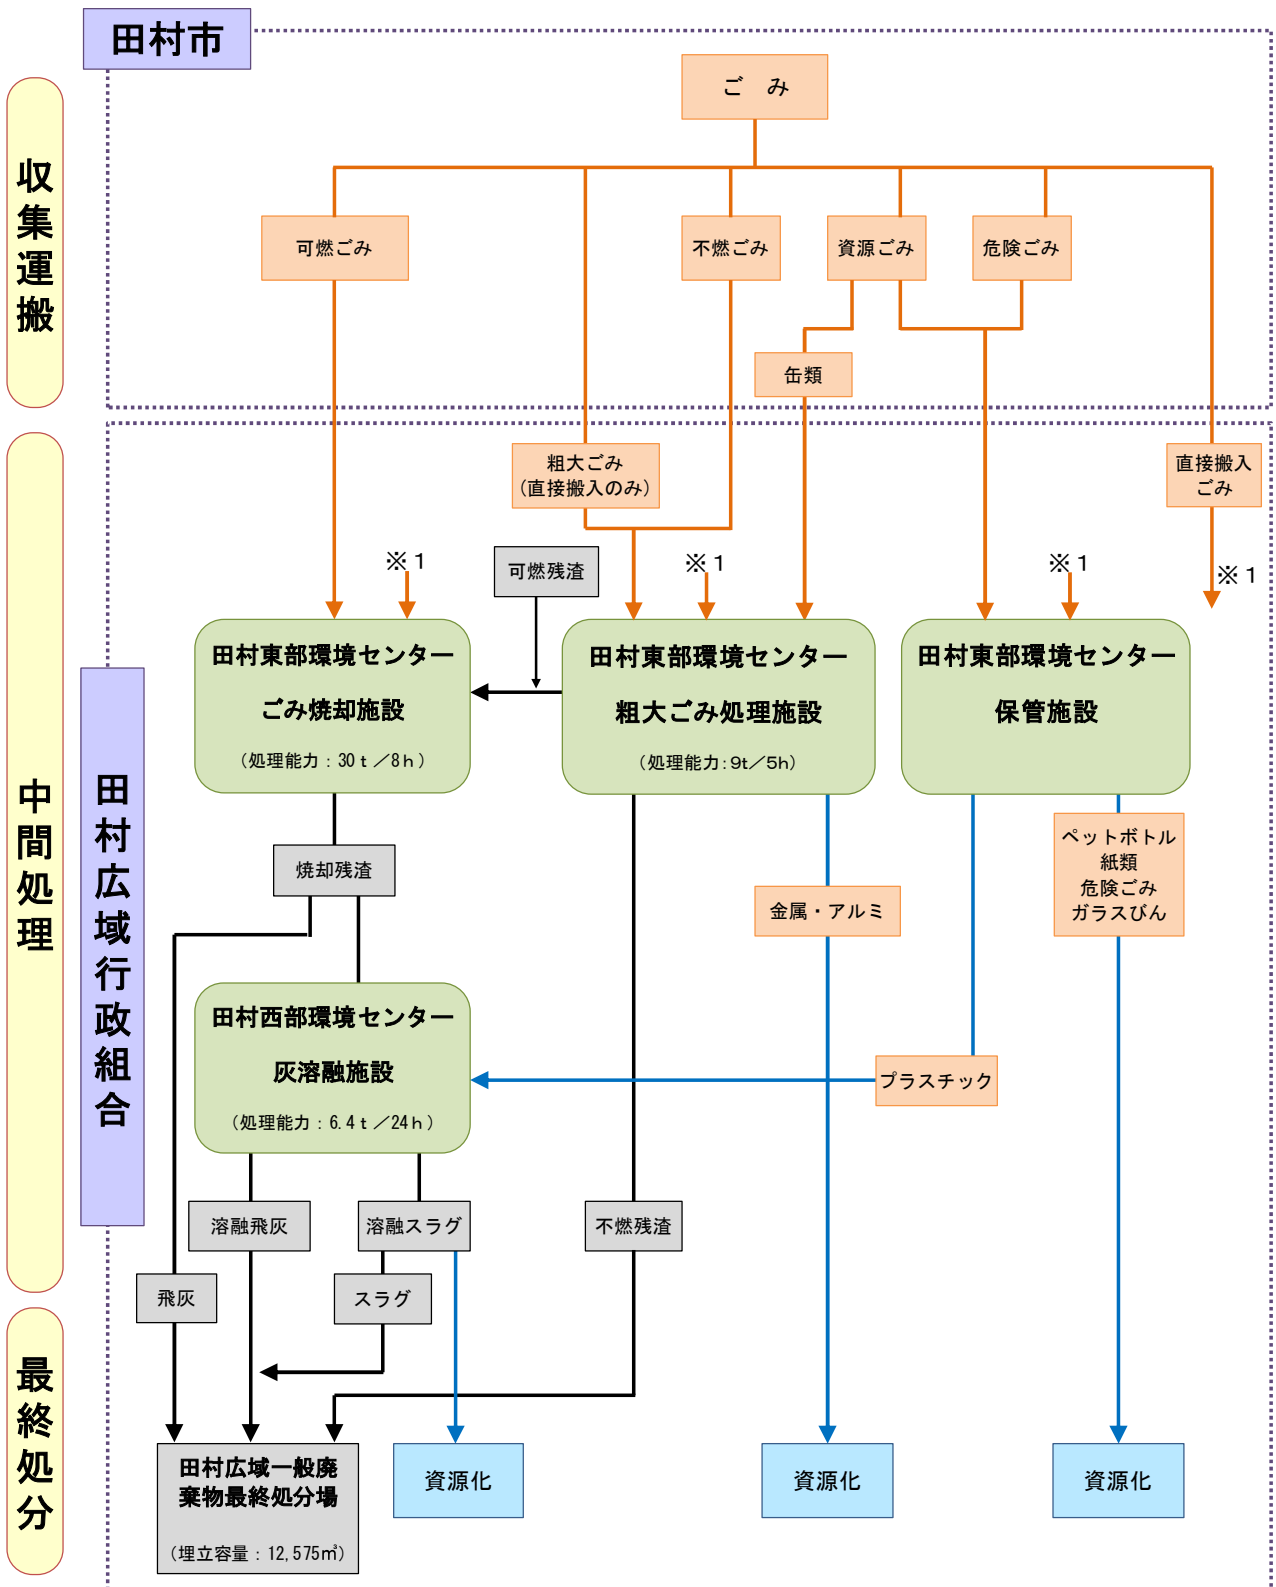 田村市
収集運搬
ご　み
可燃ごみ
不燃ごみ
資源ごみ
危険ごみ
缶類
中間処理
田村広域行政組合
粗大ごみ
（直接搬入のみ）
直接搬入
ごみ
※１
※１
※１
※１
可燃残渣
田村東部環境センター
ごみ焼却施設
（処理能力：30ｔ／8ｈ）
田村東部環境センター
粗大ごみ処理施設
（処理能力：9t／5h）
田村東部環境センター
保管施設
焼却残渣
金属・アルミ
ペットボトル
紙類
危険ごみ
ガラスびん
田村西部環境センター
灰溶融施設
（処理能力：6.4ｔ／24ｈ）
プラスチック
溶融飛灰
溶融スラグ
不燃残渣
飛灰
スラグ
最終処分
田村広域一般廃
棄物最終処分場
（埋立容量：12,575㎥）
資源化
資源化
資源化